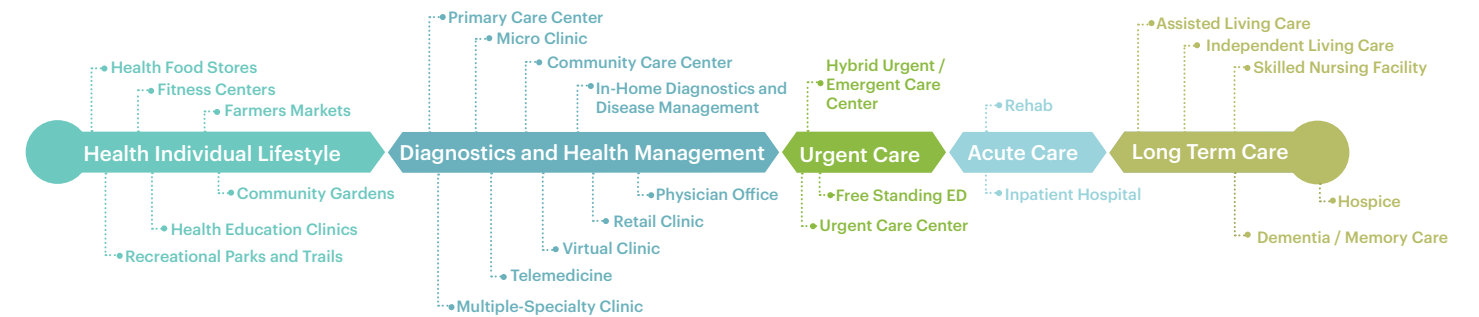 Primary Care Center
Micro Clinic
Community Care Center
In-Home Diagnostics and
Disease Management
Health Food Stores
Fitness Centers
Farmers Markets
Hybrid Urgent /
Emergent Care
Center
Rehab
Assisted Living Care
Independent Living Care
Skilled Nursing Facility
Health Individual Lifestyle
Diagnostics and Health Management
Urgent Care
Acute Care
Long Term Care
Community Gardens
Health Education Clinics
Recreational Parks and Trails
Physician Office
Retail Clinic
Virtual Clinic
Telemedicine
Multiple-Specialty Clinic
Free Standing ED
Urgent Care Center
Inpatient Hospital
Hospice
Dementia / Memory Care